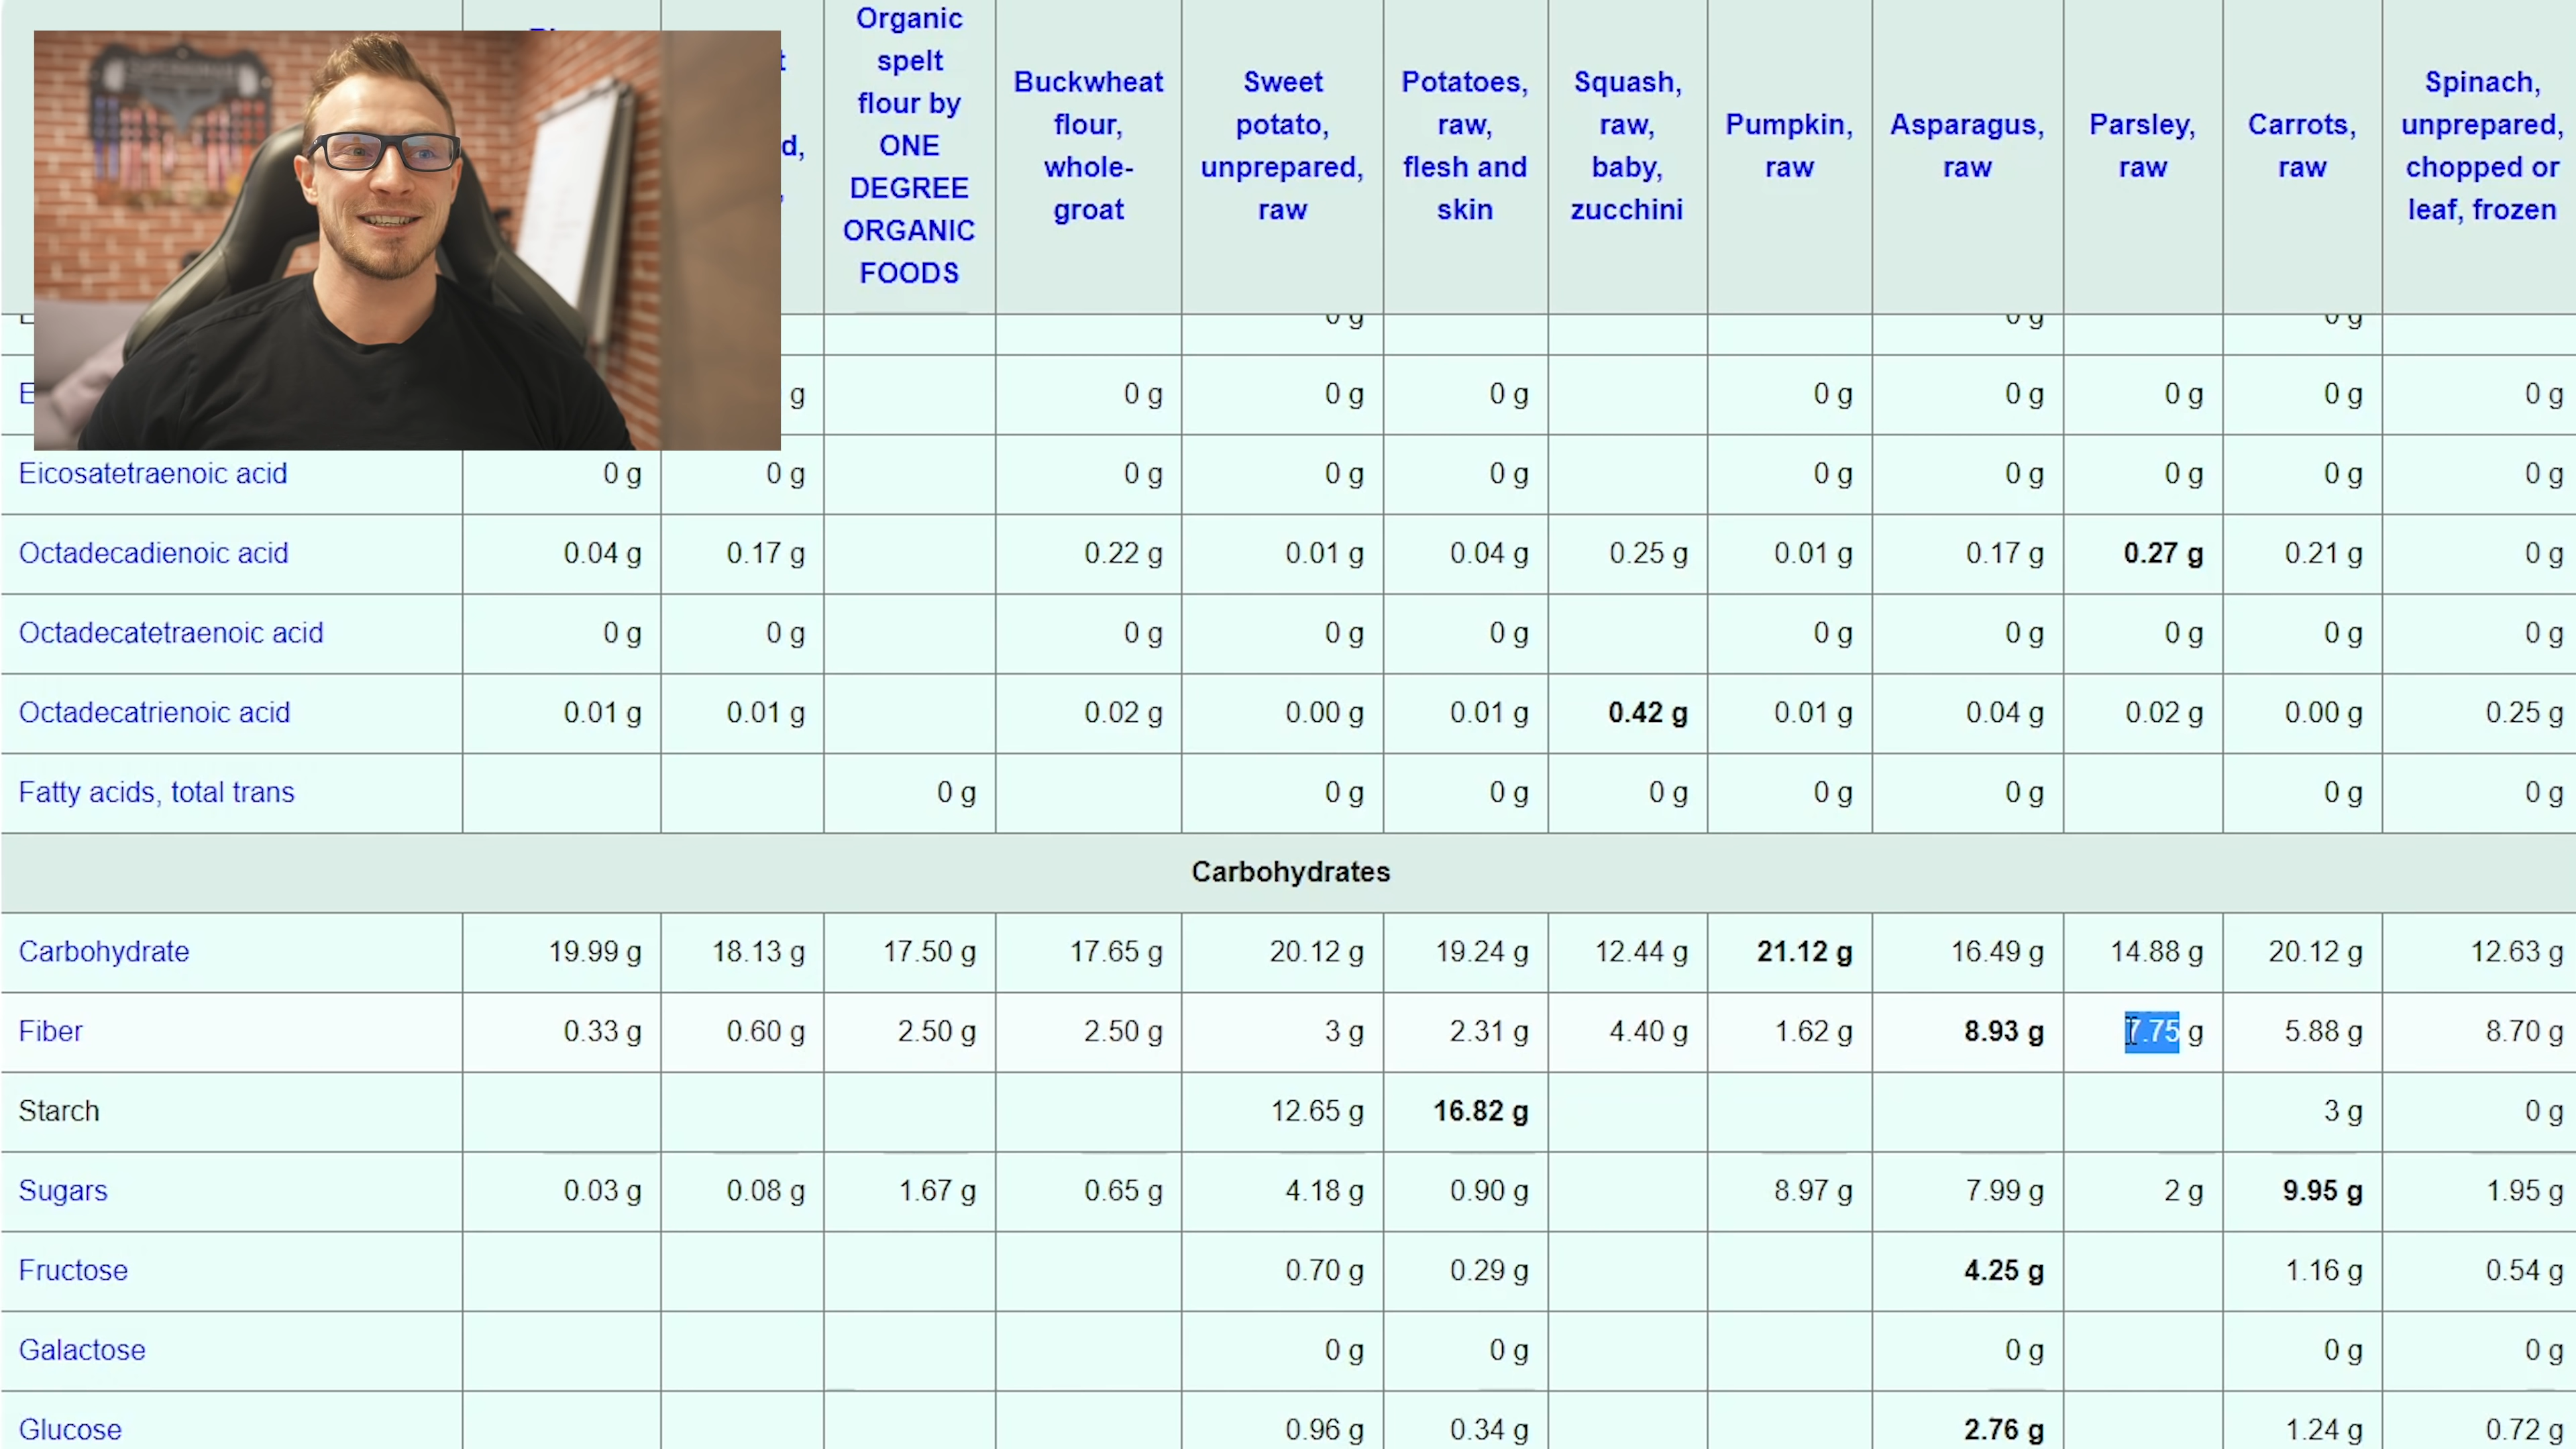 Organic
spelt
flour by
ONE
DEGREE
ORGANIC
FOODS
Buckwheat
flour,
whole-
groat
Sweet
potato,
unprepared,
raw
Potatoes,
raw,
flesh and
skin
Squash,
raw,
baby,
zucchini
Pumpkin,
raw
Asparagus,
raw
Parsley,
raw
Carrots,
raw
Spinach,
unprepared,
chopped or
leaf, frozen
0 g 0 g 0 g
E g 0 g 0 g 0 g 0 g 0 g 0 g 0 g 0 g
Eicosatetraenoic acid 0 g 0 g 0 g 0 g 0 g 0 g 0 g 0 g 0 g 0 g
Octadecadienoic acid 0.04 g 0.17 g 0.22 g 0.01 g 0.04 g 0.25 g 0.01 g 0.17 g 0.27 g 0.21 g 0 g
Octadecatetraenoic acid 0 g 0 g 0 g 0 g 0 g 0 g 0 g 0 g 0 g 0 g
Octadecatrienoic acid 0.01 g 0.01 g 0.02 g 0.00 g 0.01 g 0.42 g 0.01 g 0.04 g 0.02 g 0.00 g 0.25 g
Fatty acids, total trans 0 g 0 g 0 g 0 g 0 g 0 g 0 g 0 g
Carbohydrates
Carbohydrate 19.99 g 18.13 g 17.50 g 17.65 g 20.12 g 19.24 g 12.44 g 21.12 g 16.49 g 14.88 g 20.12 g 12.63 g
Fiber 0.33 g 0.60 g 2.50 g 2.50 g 3 g 2.31 g 4.40 g 1.62 g 8.93 g 7.75 g 5.88 g 8.70 g
Starch 12.65 g 16.82 g 3 g 0 g
Sugars 0.03 g 0.08 g 1.67 g 0.65 g 4.18 g 0.90 g 8.97 g 7.99 g 2 g 9.95 g 1.95 g
Fructose 0.70 g 0.29 g 4.25 g 1.16 g 0.54 g
Galactose 0 g 0 g 0 g 0 g 0 g
Glucose 0.96 g 0.34 g 2.76 g 1.24 g 0.72 g